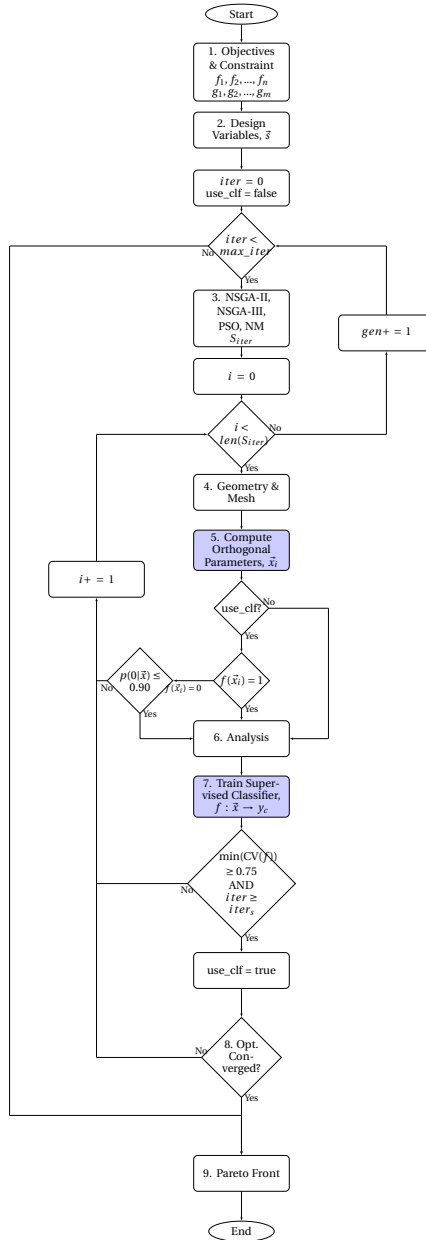 Start
1. Objectives
& Constraint
f₁, f₂, ..., fₙ
g₁, g₂, ..., gₘ
2. Design
Variables, s⃗
iter = 0
use_clf = false
iter <
max_iter
No
Yes
3. NSGA-II,
NSGA-III,
PSO, NM
S_iter
gen+ = 1
i = 0
i <
len(S_iter)
No
Yes
4. Geometry &
Mesh
5. Compute
Orthogonal
Parameters, x⃗ᵢ
i+ = 1
use_clf?
No
Yes
p(0|x⃗) ≤
0.90
No
Yes
f(x⃗ᵢ) = 0
f(x⃗ᵢ) = 1
Yes
6. Analysis
7. Train Super-
vised Classifier,
f : x⃗ → y_c
min(CV(f))
≥ 0.75
AND
iter ≥
iter_s
No
Yes
use_clf = true
8. Opt.
Con-
verged?
No
Yes
9. Pareto Front
End